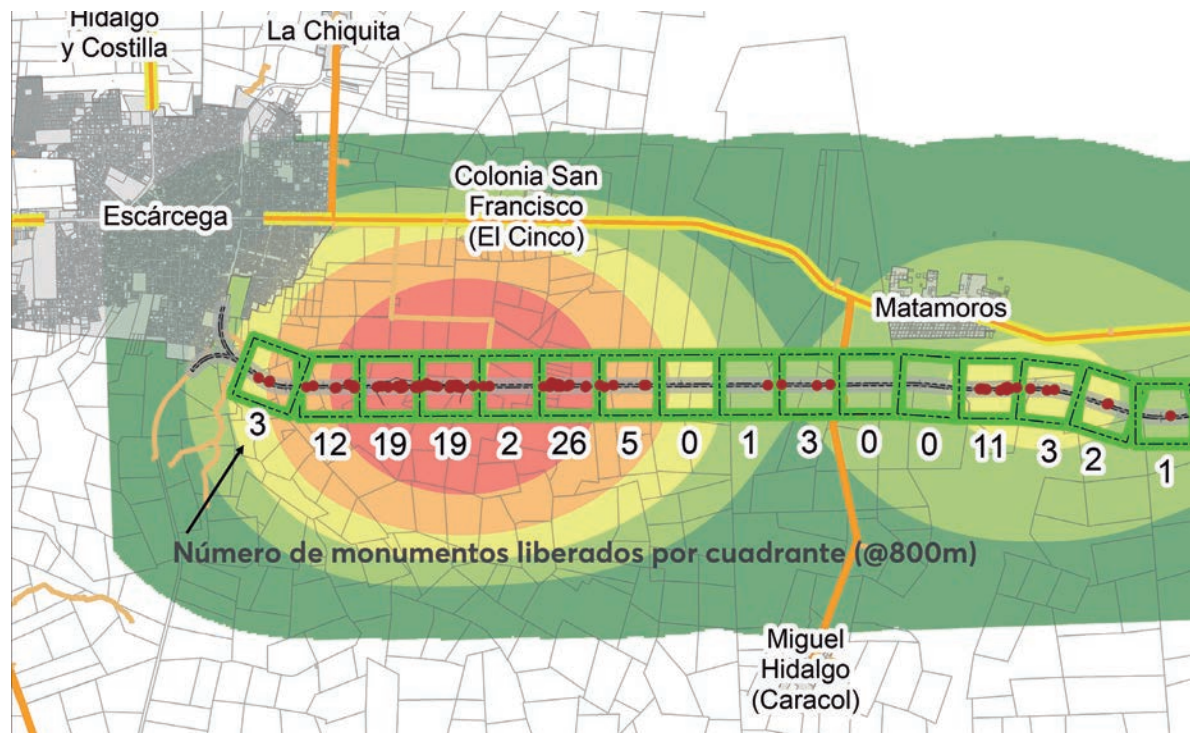 Hidalgo
y Costilla
La Chiquita
Escárcega
Colonia San
Francisco
(El Cinco)
Matamoros
3
12
19
19
2
26
5
0
1
3
0
0
11
3
2
1
Número de monumentos liberados por cuadrante (@800m)
Miguel
Hidalgo
(Caracol)